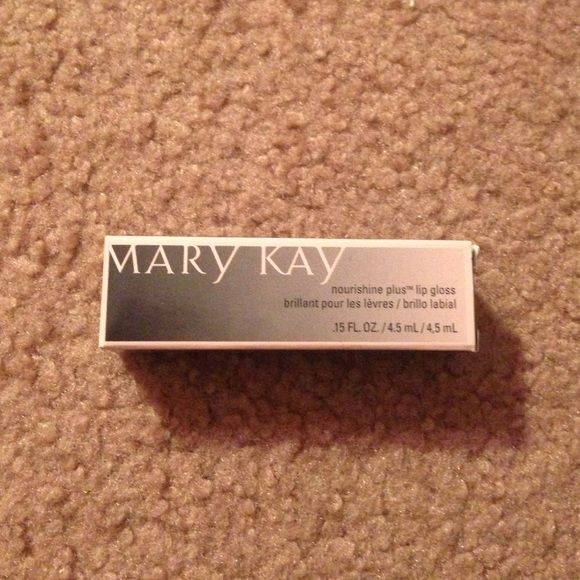 MARY KAY
nourishine plus™ lip gloss
brillant pour les lèvres / brillo labial
.15 FL. OZ. / 4.5 mL / 4,5 mL